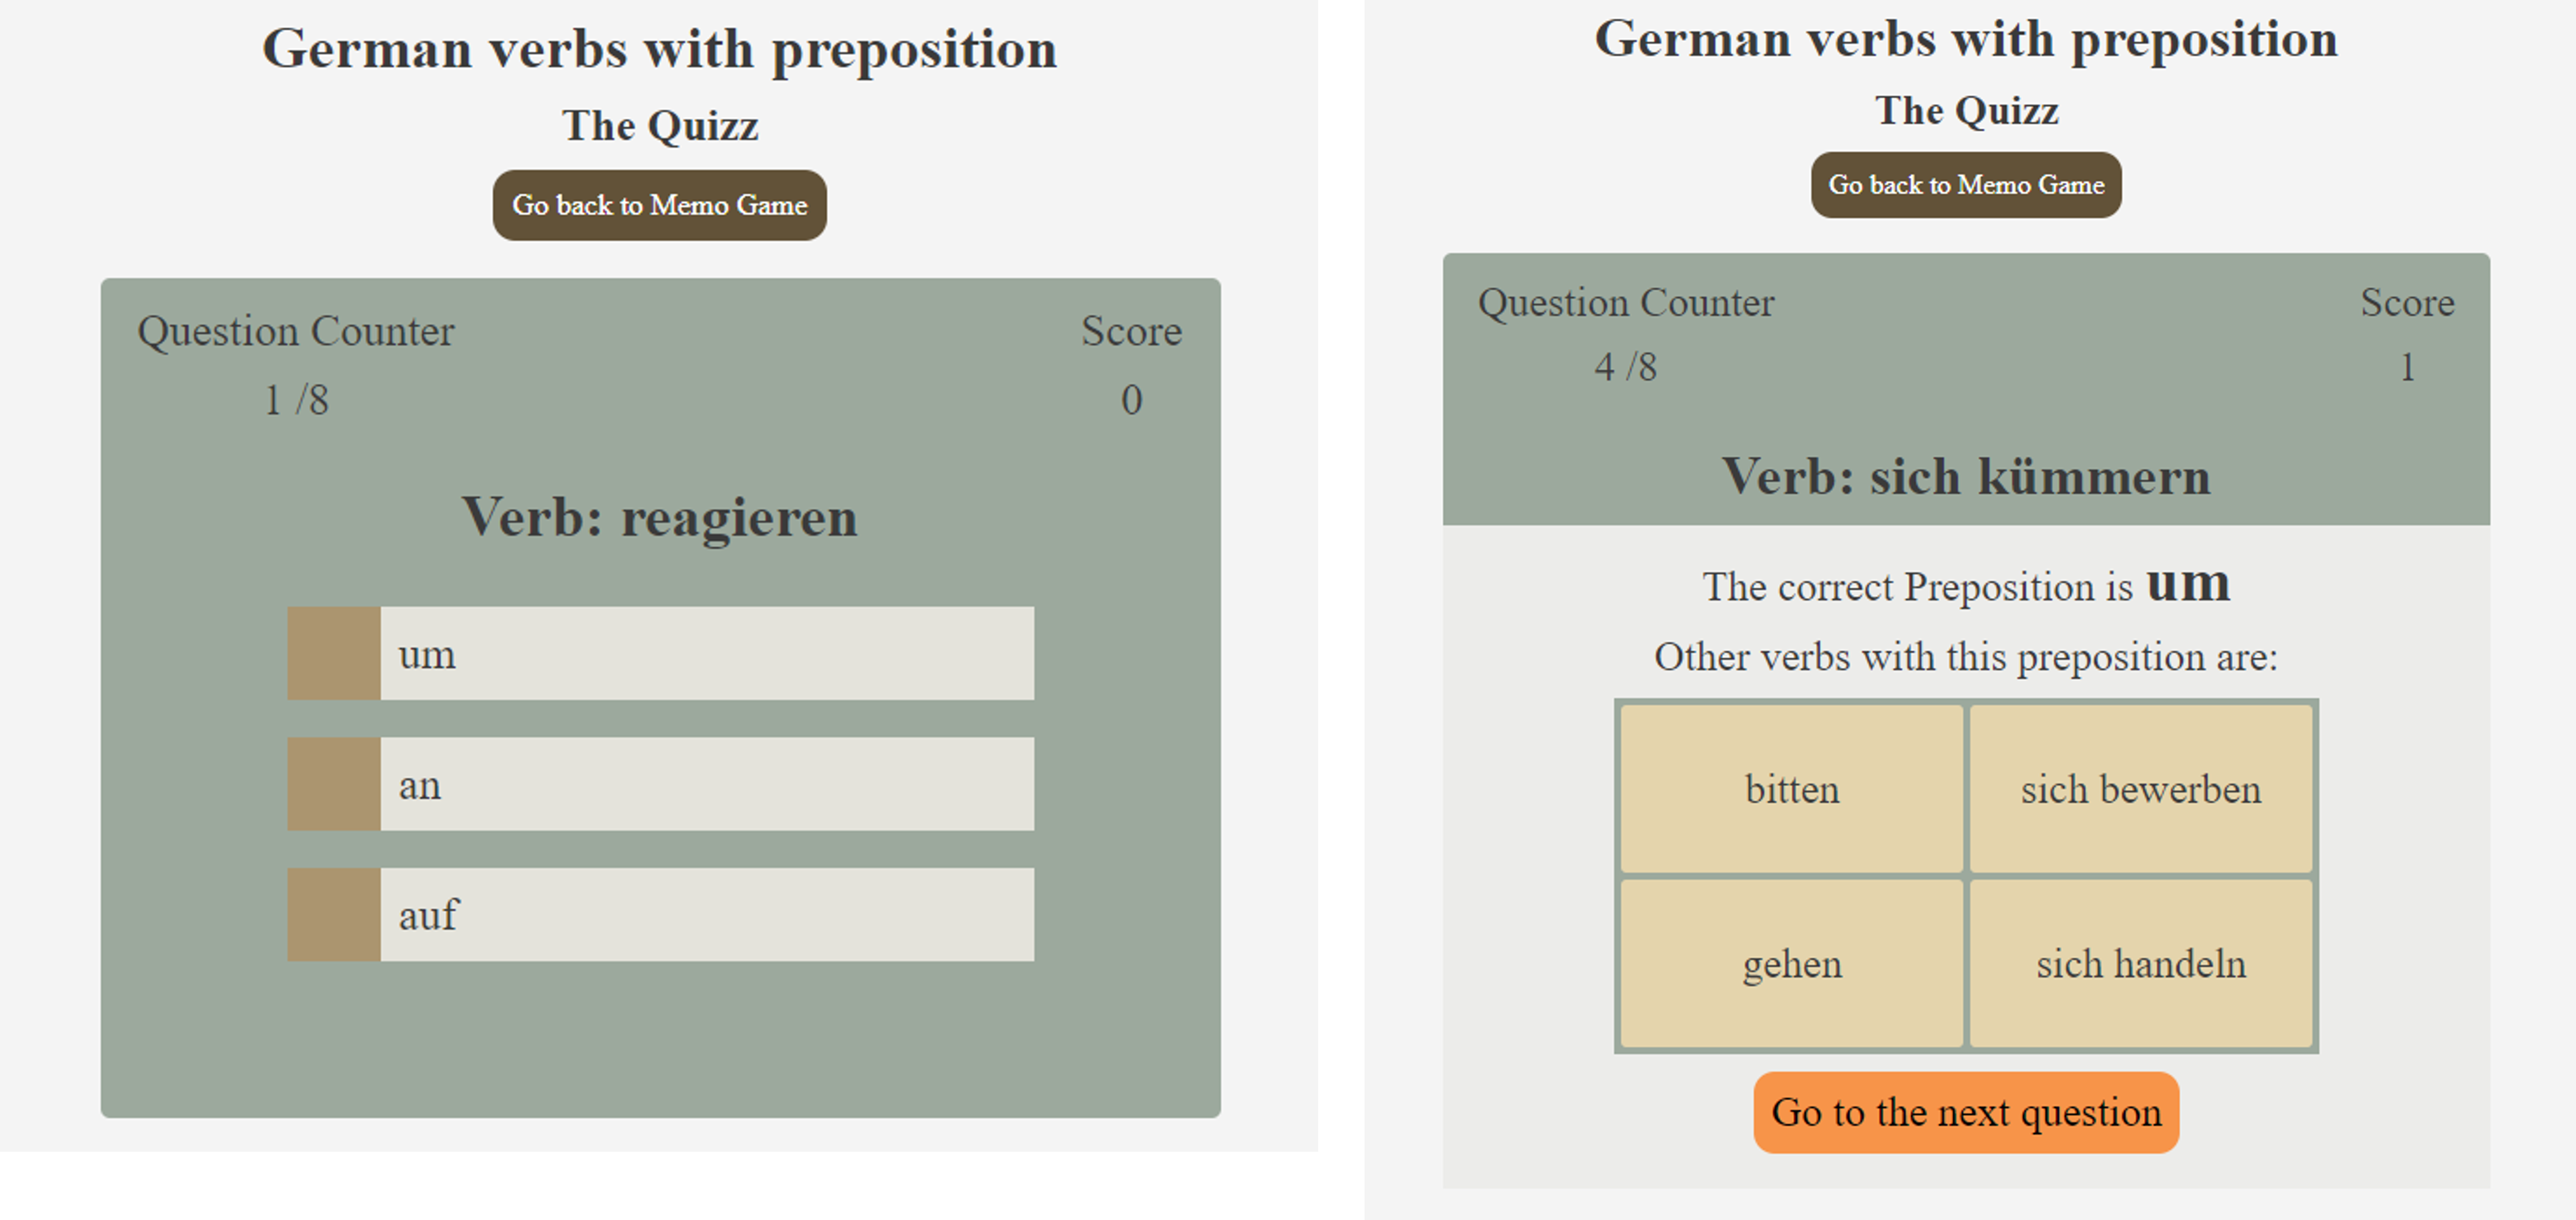 German verbs with preposition
The Quizz
Go back to Memo Game
Question Counter
Score
1 /8
0
Verb: reagieren
um
an
auf
German verbs with preposition
The Quizz
Go back to Memo Game
Question Counter
Score
4 /8
1
Verb: sich kümmern
The correct Preposition is um
Other verbs with this preposition are:
bitten
sich bewerben
gehen
sich handeln
Go to the next question